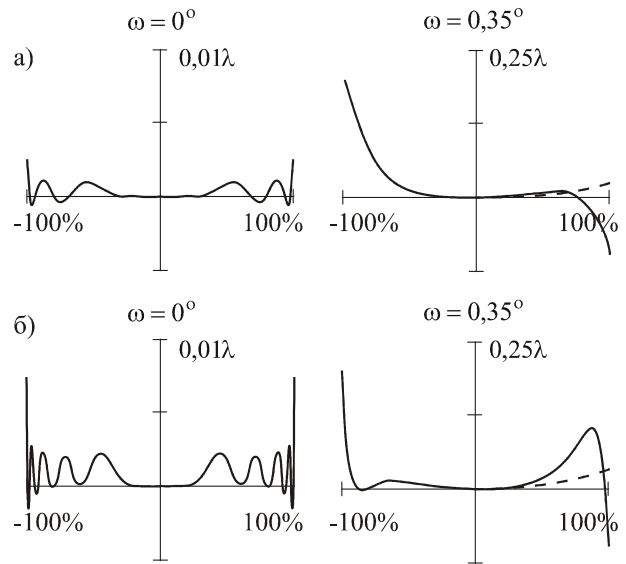 ω = 0° ω = 0,35°
а) 0,01λ 0,25λ
-100% 100% -100% 100%
ω = 0° ω = 0,35°
б) 0,01λ 0,25λ
-100% 100% -100% 100%